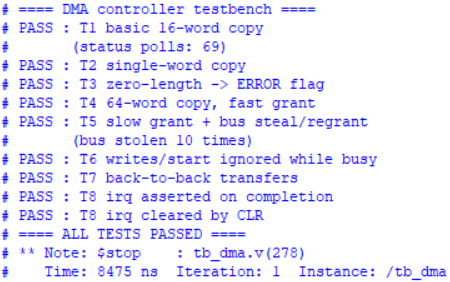 # ==== DMA controller testbench ====
# PASS : T1 basic 16-word copy
#        (status polls: 69)
# PASS : T2 single-word copy
# PASS : T3 zero-length -> ERROR flag
# PASS : T4 64-word copy, fast grant
# PASS : T5 slow grant + bus steal/regrant
#        (bus stolen 10 times)
# PASS : T6 writes/start ignored while busy
# PASS : T7 back-to-back transfers
# PASS : T8 irq asserted on completion
# PASS : T8 irq cleared by CLR
# ==== ALL TESTS PASSED ====
# ** Note: $stop    : tb_dma.v(278)
#    Time: 8475 ns  Iteration: 1  Instance: /tb_dma